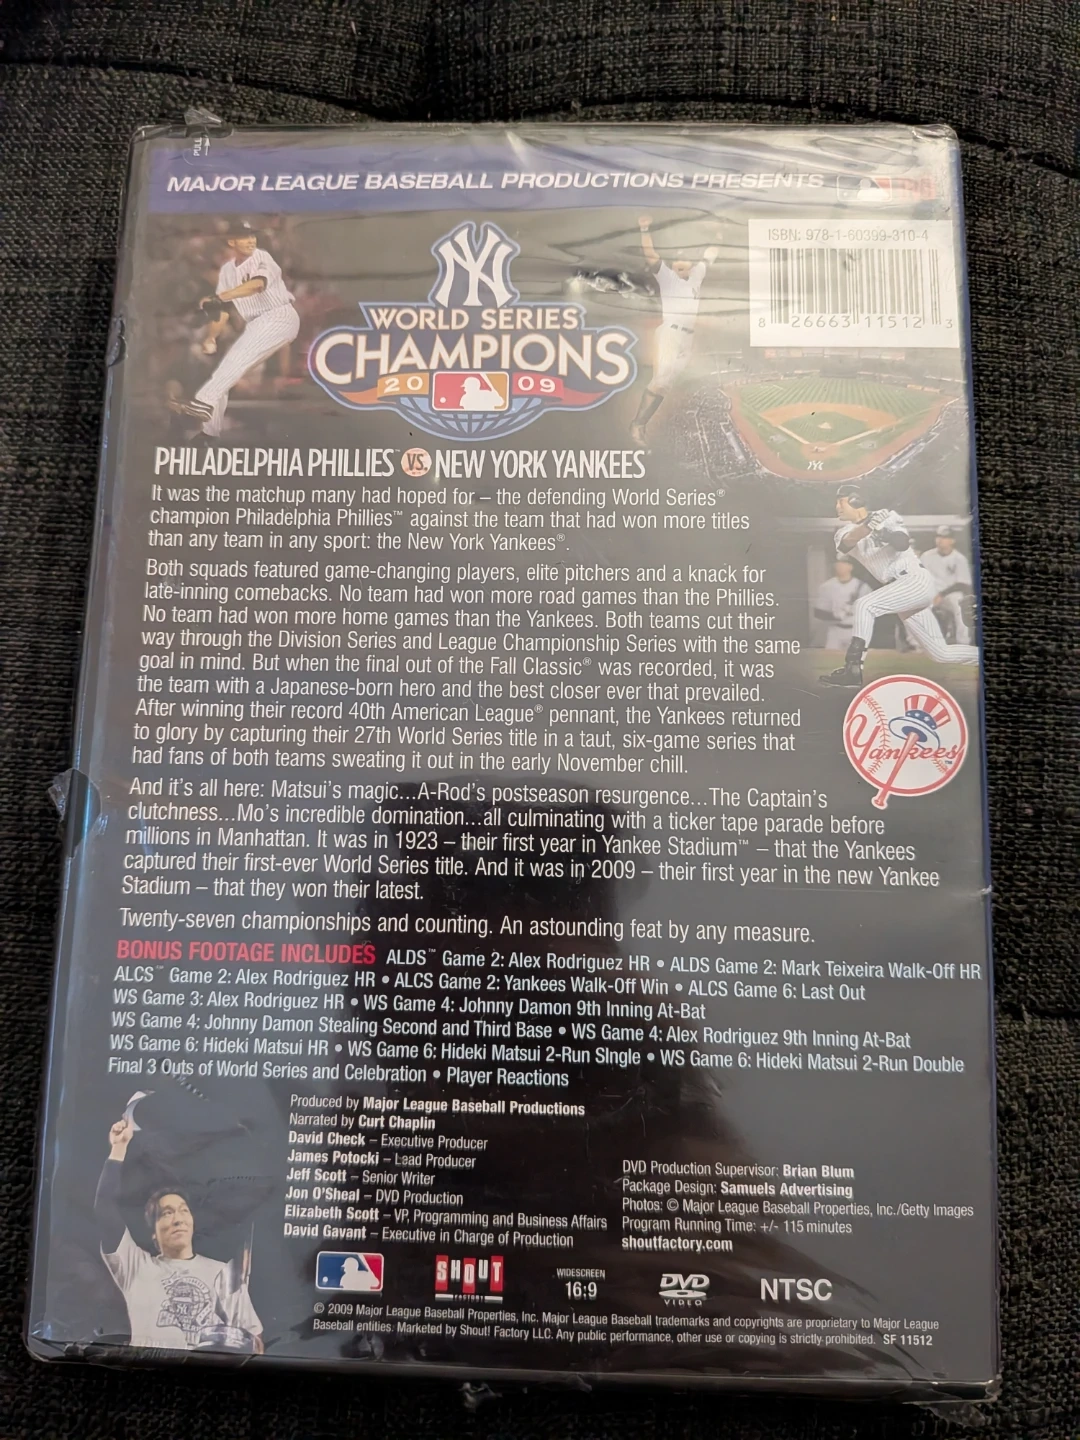 PULL
MAJOR LEAGUE BASEBALL PRODUCTIONS PRESENTS
ISBN: 978-1-60399-310-4
8 26663 11512 3
NY
WORLD SERIES
CHAMPIONS
20 09
PHILADELPHIA PHILLIES™ VS. NEW YORK YANKEES®
It was the matchup many had hoped for – the defending World Series®
champion Philadelphia Phillies™ against the team that had won more titles
than any team in any sport: the New York Yankees®.
Both squads featured game-changing players, elite pitchers and a knack for
late-inning comebacks. No team had won more road games than the Phillies.
No team had won more home games than the Yankees. Both teams cut their
way through the Division Series and League Championship Series with the same
goal in mind. But when the final out of the Fall Classic® was recorded, it was
the team with a Japanese-born hero and the best closer ever that prevailed.
After winning their record 40th American League® pennant, the Yankees returned
to glory by capturing their 27th World Series title in a taut, six-game series that
had fans of both teams sweating it out in the early November chill.
Yankees
And it's all here: Matsui's magic...A-Rod's postseason resurgence...The Captain's
clutchness...Mo's incredible domination...all culminating with a ticker tape parade before
millions in Manhattan. It was in 1923 – their first year in Yankee Stadium™ – that the Yankees
captured their first-ever World Series title. And it was in 2009 – their first year in the new Yankee
Stadium – that they won their latest.
Twenty-seven championships and counting. An astounding feat by any measure.
BONUS FOOTAGE INCLUDES ALDS™ Game 2: Alex Rodriguez HR • ALDS Game 2: Mark Teixeira Walk-Off HR
ALCS™ Game 2: Alex Rodriguez HR • ALCS Game 2: Yankees Walk-Off Win • ALCS Game 6: Last Out
WS Game 3: Alex Rodriguez HR • WS Game 4: Johnny Damon 9th Inning At-Bat
WS Game 4: Johnny Damon Stealing Second and Third Base • WS Game 4: Alex Rodriguez 9th Inning At-Bat
WS Game 6: Hideki Matsui HR • WS Game 6: Hideki Matsui 2-Run SIngle • WS Game 6: Hideki Matsui 2-Run Double
Final 3 Outs of World Series and Celebration • Player Reactions
Produced by Major League Baseball Productions
Narrated by Curt Chaplin
David Check – Executive Producer
James Potocki – Lead Producer
Jeff Scott – Senior Writer
Jon O'Sheal – DVD Production
Elizabeth Scott – VP, Programming and Business Affairs
David Gavant – Executive in Charge of Production
DVD Production Supervisor: Brian Blum
Package Design: Samuels Advertising
Photos: © Major League Baseball Properties, Inc./Getty Images
Program Running Time: +/- 115 minutes
shoutfactory.com
SHOUT
FACTORY
WIDESCREEN
16:9
DVD
VIDEO
NTSC
© 2009 Major League Baseball Properties, Inc. Major League Baseball trademarks and copyrights are proprietary to Major League
Baseball entities. Marketed by Shout! Factory LLC. Any public performance, other use or copying is strictly prohibited. SF 11512